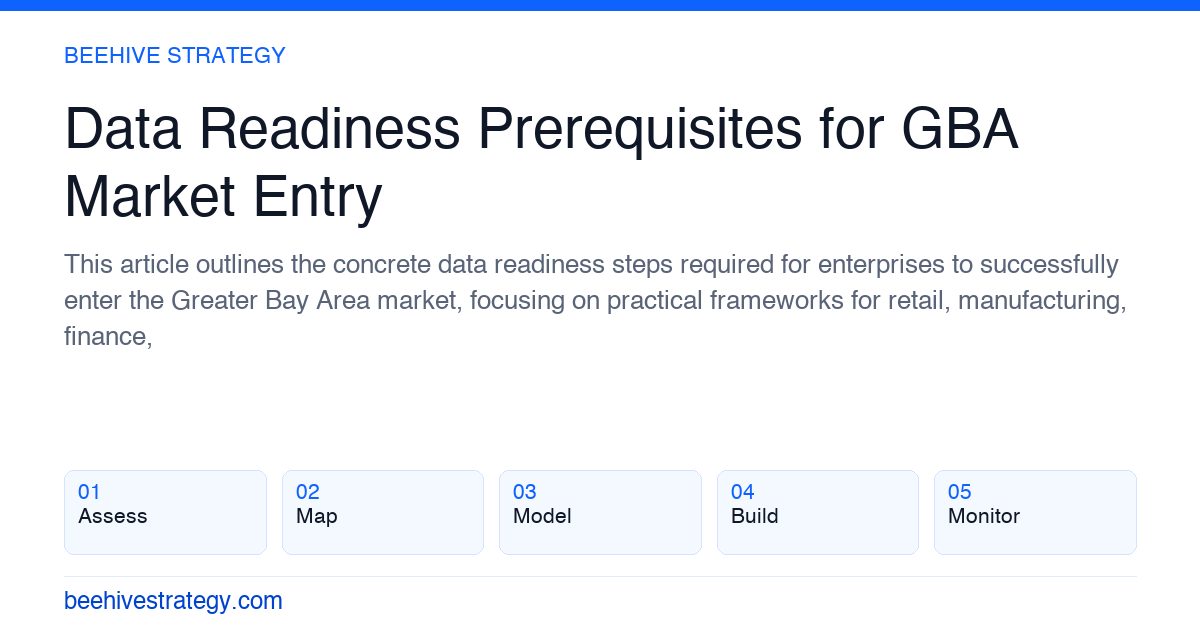 BEEHIVE STRATEGY
Data Readiness Prerequisites for GBA
Market Entry
This article outlines the concrete data readiness steps required for enterprises to successfully
enter the Greater Bay Area market, focusing on practical frameworks for retail, manufacturing,
finance,
01
Assess
02
Map
03
Model
04
Build
05
Monitor
beehivestrategy.com